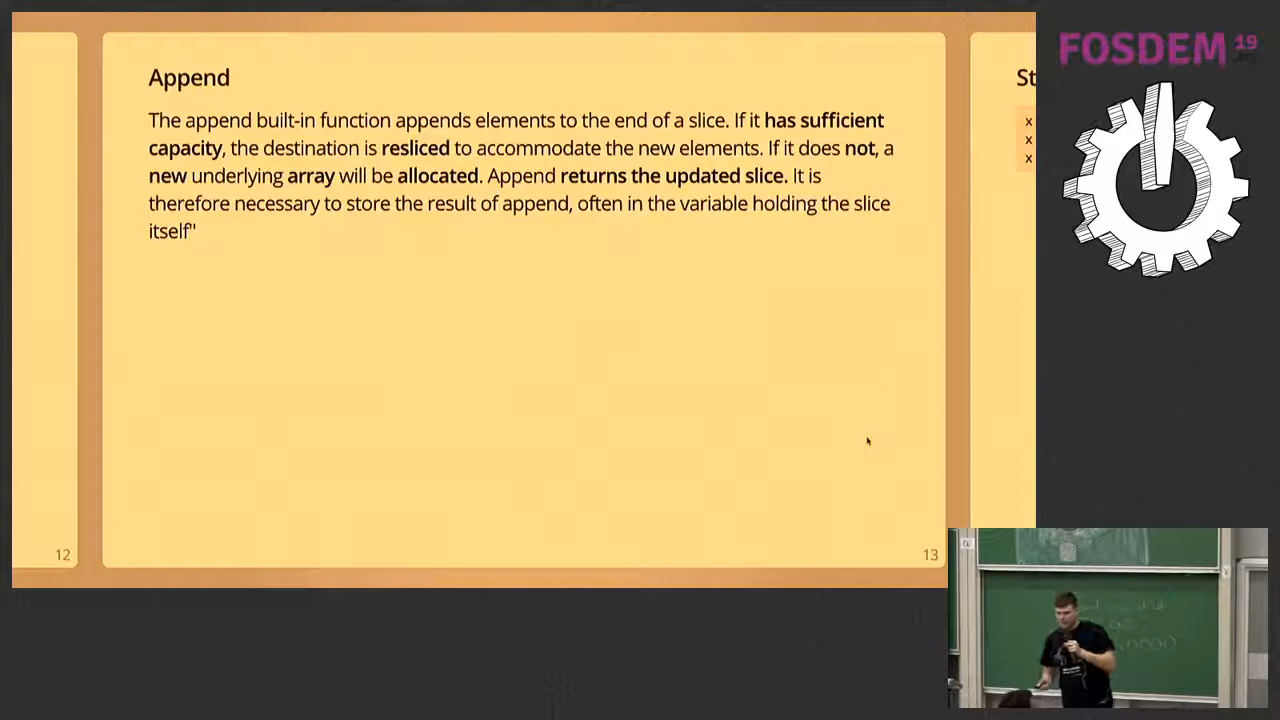 Append
The append built-in function appends elements to the end of a slice. If it has sufficient
capacity, the destination is resliced to accommodate the new elements. If it does not, a
new underlying array will be allocated. Append returns the updated slice. It is
therefore necessary to store the result of append, often in the variable holding the slice
itself"
12
13
St
x
x
x
FOSDEM 19